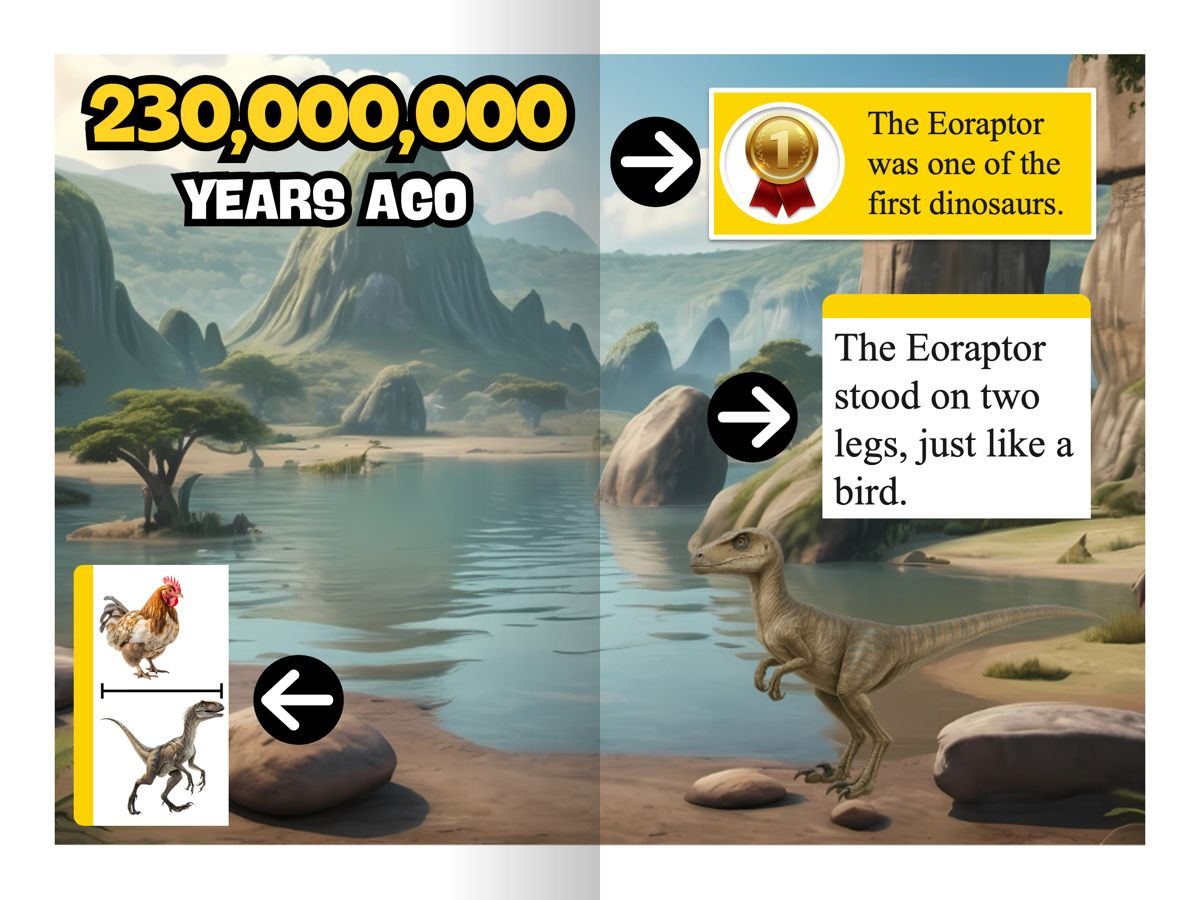 230,000,000
YEARS AGO
1
The Eoraptor
was one of the
first dinosaurs.
The Eoraptor
stood on two
legs, just like a
bird.